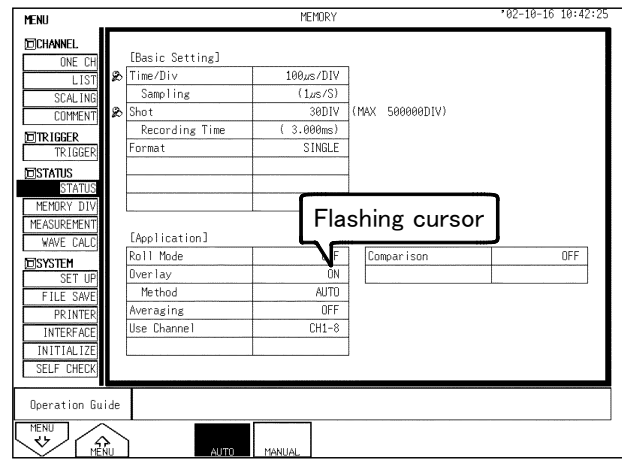 MENU MEMORY '02-10-16 10:42:25
CHANNEL
ONE CH
LIST
SCALING
COMMENT
TRIGGER
TRIGGER
STATUS
STATUS
MEMORY DIV
MEASUREMENT
WAVE CALC
SYSTEM
SET UP
FILE SAVE
PRINTER
INTERFACE
INITIALIZE
SELF CHECK
[Basic Setting]
Time/Div 100µs/DIV
Sampling (1µs/S)
Shot 30DIV (MAX 500000DIV)
Recording Time ( 3.000ms)
Format SINGLE
Flashing cursor
[Application]
Roll Mode F
Overlay ON
Method AUTO
Averaging OFF
Use Channel CH1-8
Comparison OFF
Operation Guide
MENU
MENU
AUTO
MANUAL